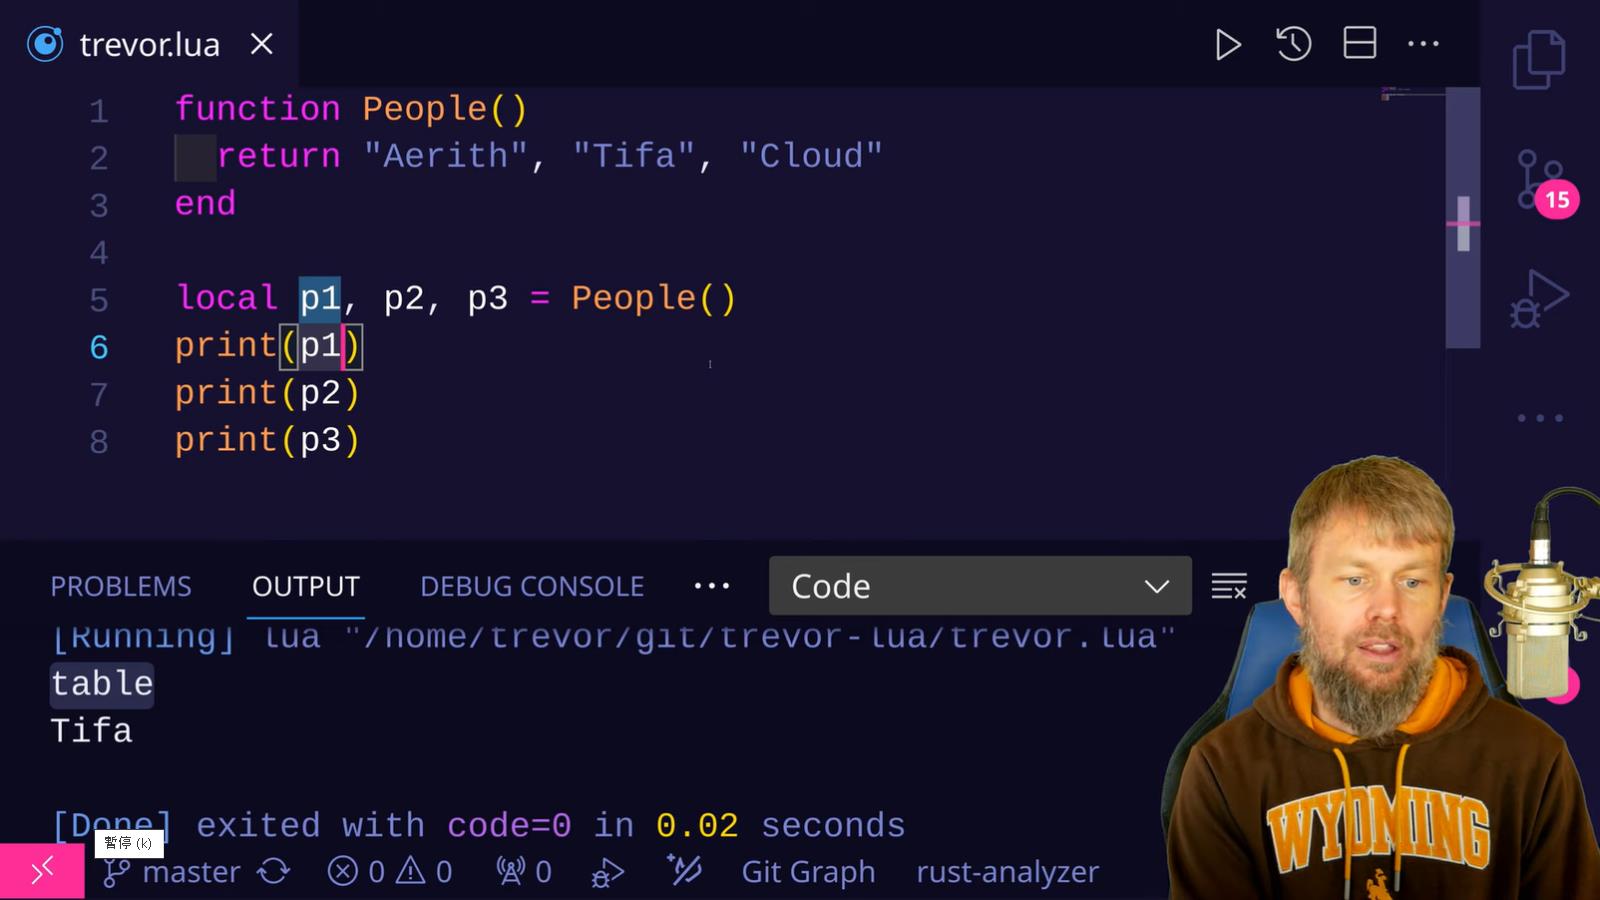 trevor.lua
1 function People()
2 return "Aerith", "Tifa", "Cloud"
3 end
4
5 local p1, p2, p3 = People()
6 print(p1)
7 print(p2)
8 print(p3)
15
PROBLEMS OUTPUT DEBUG CONSOLE ... Code
[Running] lua "/home/trevor/git/trevor-lua/trevor.lua"
table
Tifa
[Done] exited with code=0 in 0.02 seconds
暫停 (k)
master 0 0 0 Git Graph rust-analyzer
WYOMING